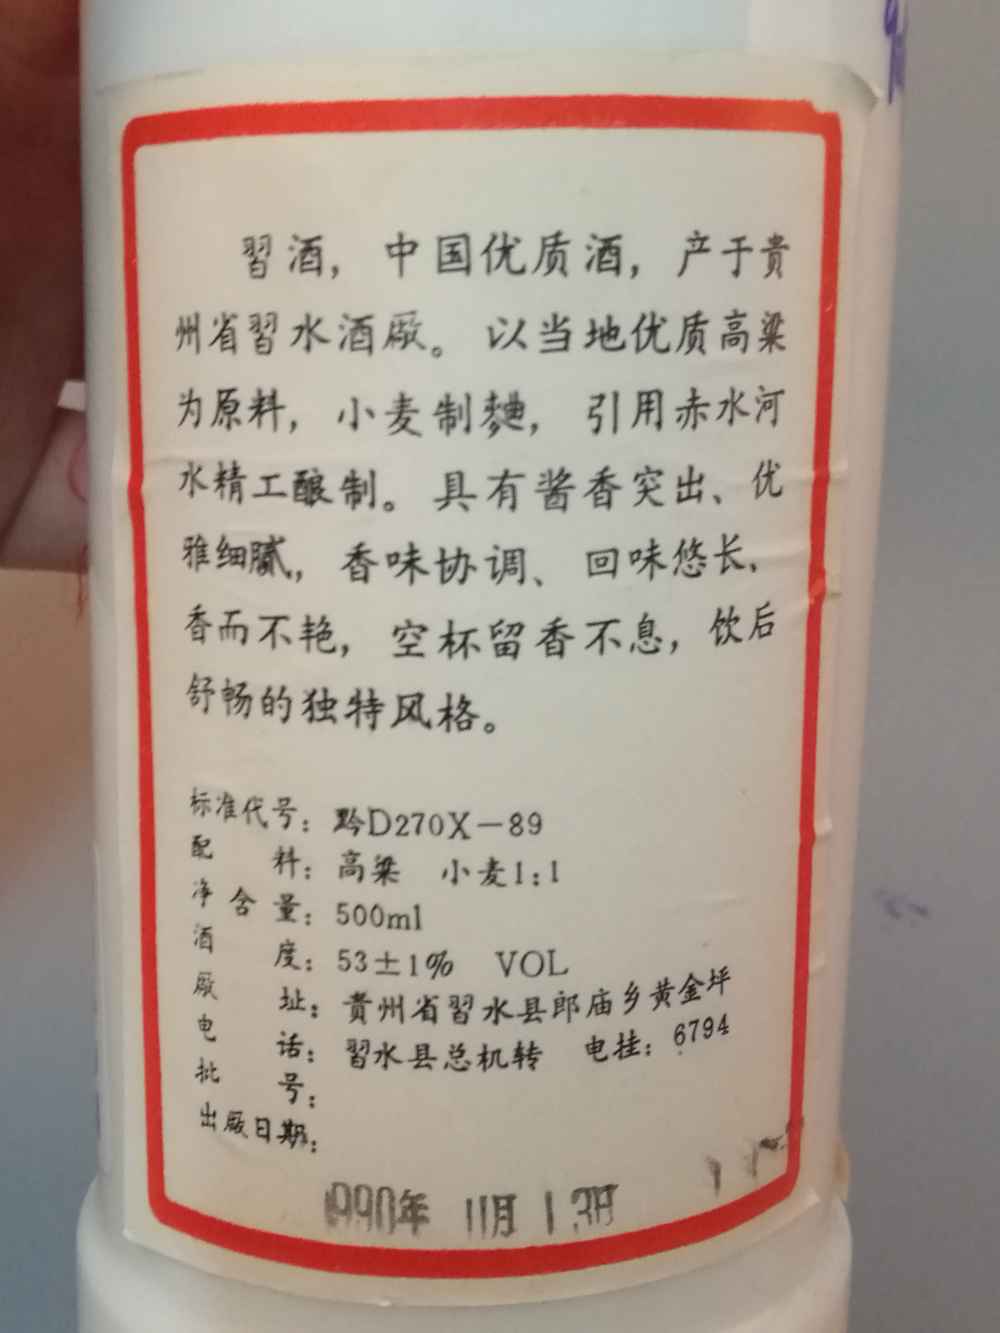 習酒，中国优质酒，产于貴
州省習水酒厰。以当地优质高粱
为原料，小麦制麯，引用赤水河
水精工酿制。具有酱香突出、优
雅细腻，香味协调、回味悠长、
香而不艳，空杯留香不息，饮后
舒畅的独特风格。
标准代号：黔D270X－89
配料：高粱 小麦1:1
净含量：500ml
酒度：53±1% VOL
厰址：貴州省習水县郎庙乡黄金坪
电话：習水县总机转 电挂：6794
批号：
出厰日期：
1990年 11月 13日